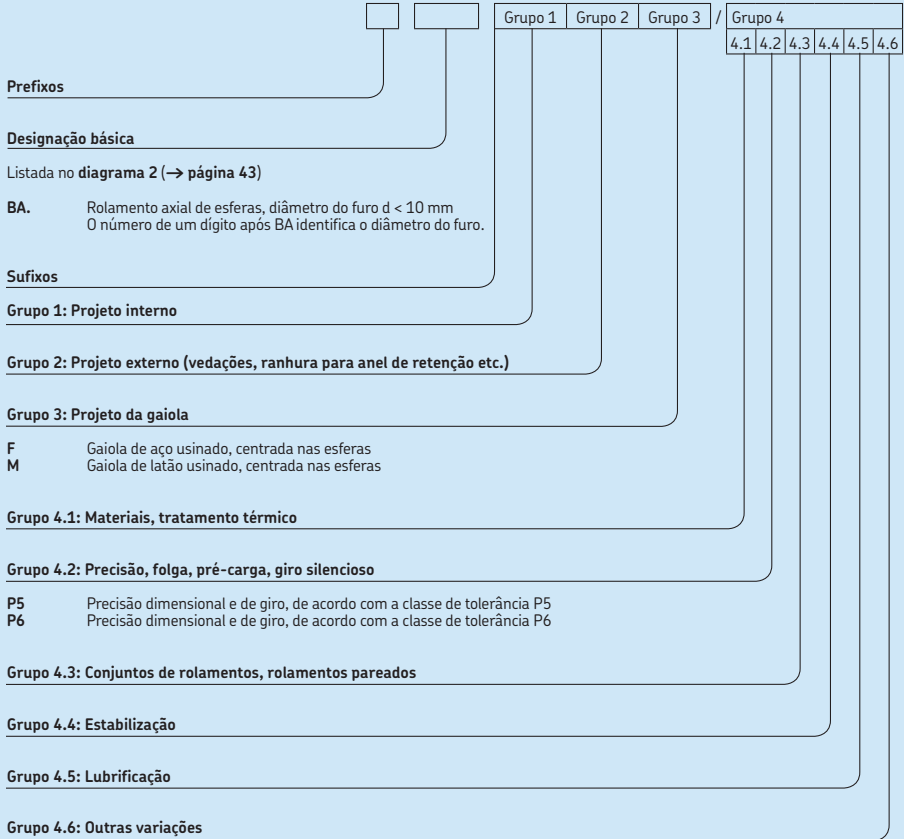 Grupo 1 Grupo 2 Grupo 3 / Grupo 4
4.1 4.2 4.3 4.4 4.5 4.6
Prefixos
Designação básica
Listada no diagrama 2 (→ página 43)
BA. Rolamento axial de esferas, diâmetro do furo d < 10 mm
O número de um dígito após BA identifica o diâmetro do furo.
Sufixos
Grupo 1: Projeto interno
Grupo 2: Projeto externo (vedações, ranhura para anel de retenção etc.)
Grupo 3: Projeto da gaiola
F Gaiola de aço usinado, centrada nas esferas
M Gaiola de latão usinado, centrada nas esferas
Grupo 4.1: Materiais, tratamento térmico
Grupo 4.2: Precisão, folga, pré-carga, giro silencioso
P5 Precisão dimensional e de giro, de acordo com a classe de tolerância P5
P6 Precisão dimensional e de giro, de acordo com a classe de tolerância P6
Grupo 4.3: Conjuntos de rolamentos, rolamentos pareados
Grupo 4.4: Estabilização
Grupo 4.5: Lubrificação
Grupo 4.6: Outras variações